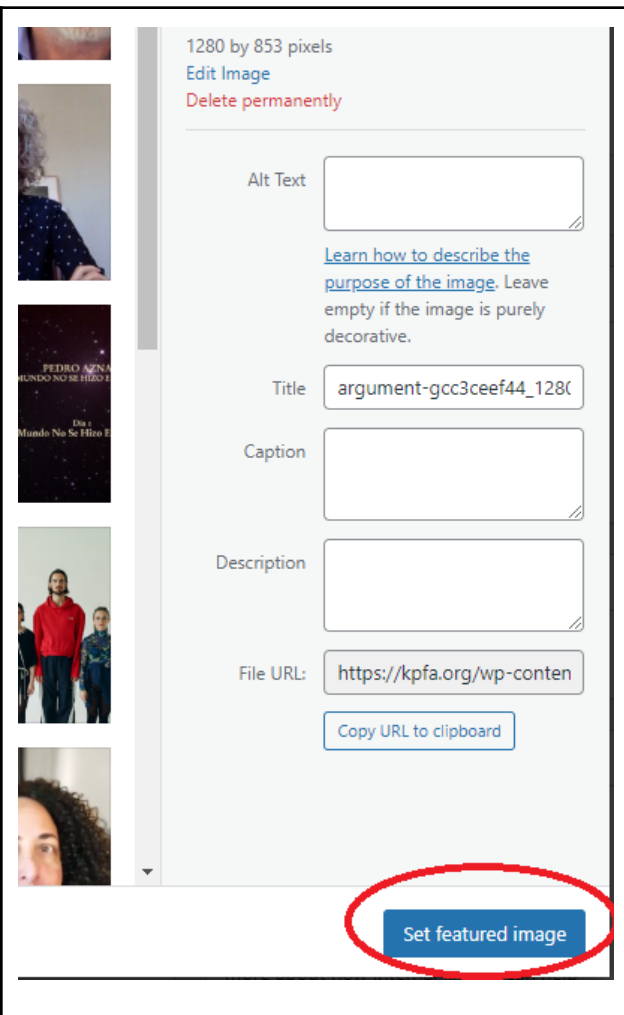 1280 by 853 pixels
Edit Image
Delete permanently
Alt Text
Learn how to describe the
purpose of the image. Leave
empty if the image is purely
decorative.
PEDRO AZNA
MUNDO NO SE HIZO E
Dia 1
Mundo No Se Hizo E
Title
argument-gcc3ceef44_128(
Caption
Description
File URL:
https://kpfa.org/wp-conten
Copy URL to clipboard
Set featured image